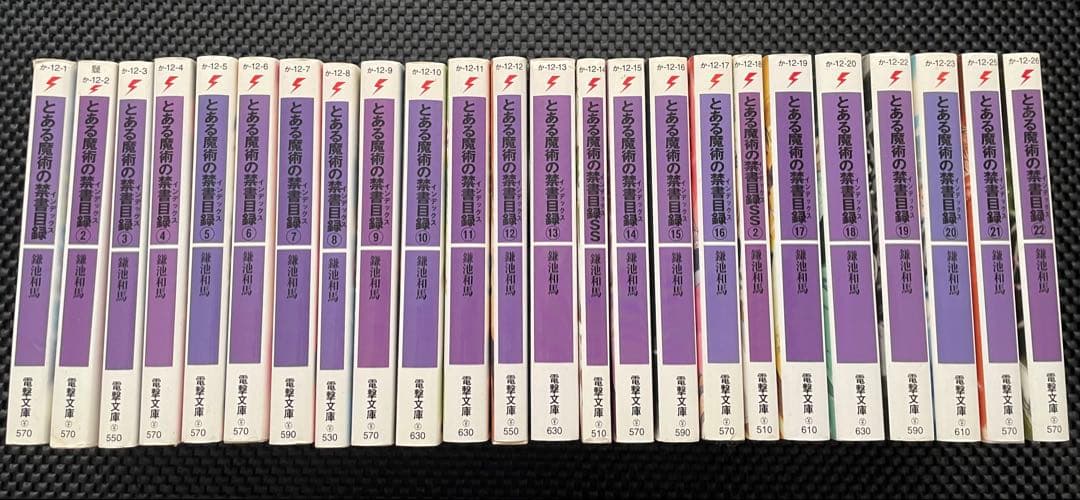 か-12-1
とある魔術の禁書目録
インデックス
鎌池和馬
電撃文庫
¥570
か-12-2
とある魔術の禁書目録②
インデックス
鎌池和馬
電撃文庫
¥570
か-12-3
とある魔術の禁書目録③
インデックス
鎌池和馬
電撃文庫
¥550
か-12-4
とある魔術の禁書目録④
インデックス
鎌池和馬
電撃文庫
¥570
か-12-5
とある魔術の禁書目録⑤
インデックス
鎌池和馬
電撃文庫
¥570
か-12-6
とある魔術の禁書目録⑥
インデックス
鎌池和馬
電撃文庫
¥570
か-12-7
とある魔術の禁書目録⑦
インデックス
鎌池和馬
電撃文庫
¥590
か-12-8
とある魔術の禁書目録⑧
インデックス
鎌池和馬
電撃文庫
¥530
か-12-9
とある魔術の禁書目録⑨
インデックス
鎌池和馬
電撃文庫
¥570
か-12-10
とある魔術の禁書目録⑩
インデックス
鎌池和馬
電撃文庫
¥630
か-12-11
とある魔術の禁書目録⑪
インデックス
鎌池和馬
電撃文庫
¥630
か-12-12
とある魔術の禁書目録⑫
インデックス
鎌池和馬
電撃文庫
¥550
か-12-13
とある魔術の禁書目録⑬
インデックス
鎌池和馬
電撃文庫
¥630
か-12-14
とある魔術の禁書目録SS
インデックス
鎌池和馬
電撃文庫
¥510
か-12-15
とある魔術の禁書目録⑭
インデックス
鎌池和馬
電撃文庫
¥570
か-12-16
とある魔術の禁書目録⑮
インデックス
鎌池和馬
電撃文庫
¥590
か-12-17
とある魔術の禁書目録⑯
インデックス
鎌池和馬
電撃文庫
¥570
か-12-18
とある魔術の禁書目録SS②
インデックス
鎌池和馬
電撃文庫
¥510
か-12-19
とある魔術の禁書目録⑰
インデックス
鎌池和馬
電撃文庫
¥610
か-12-20
とある魔術の禁書目録⑱
インデックス
鎌池和馬
電撃文庫
¥630
か-12-22
とある魔術の禁書目録⑲
インデックス
鎌池和馬
電撃文庫
¥590
か-12-23
とある魔術の禁書目録⑳
インデックス
鎌池和馬
電撃文庫
¥610
か-12-25
とある魔術の禁書目録㉑
インデックス
鎌池和馬
電撃文庫
¥570
か-12-26
とある魔術の禁書目録㉒
インデックス
鎌池和馬
電撃文庫
¥570